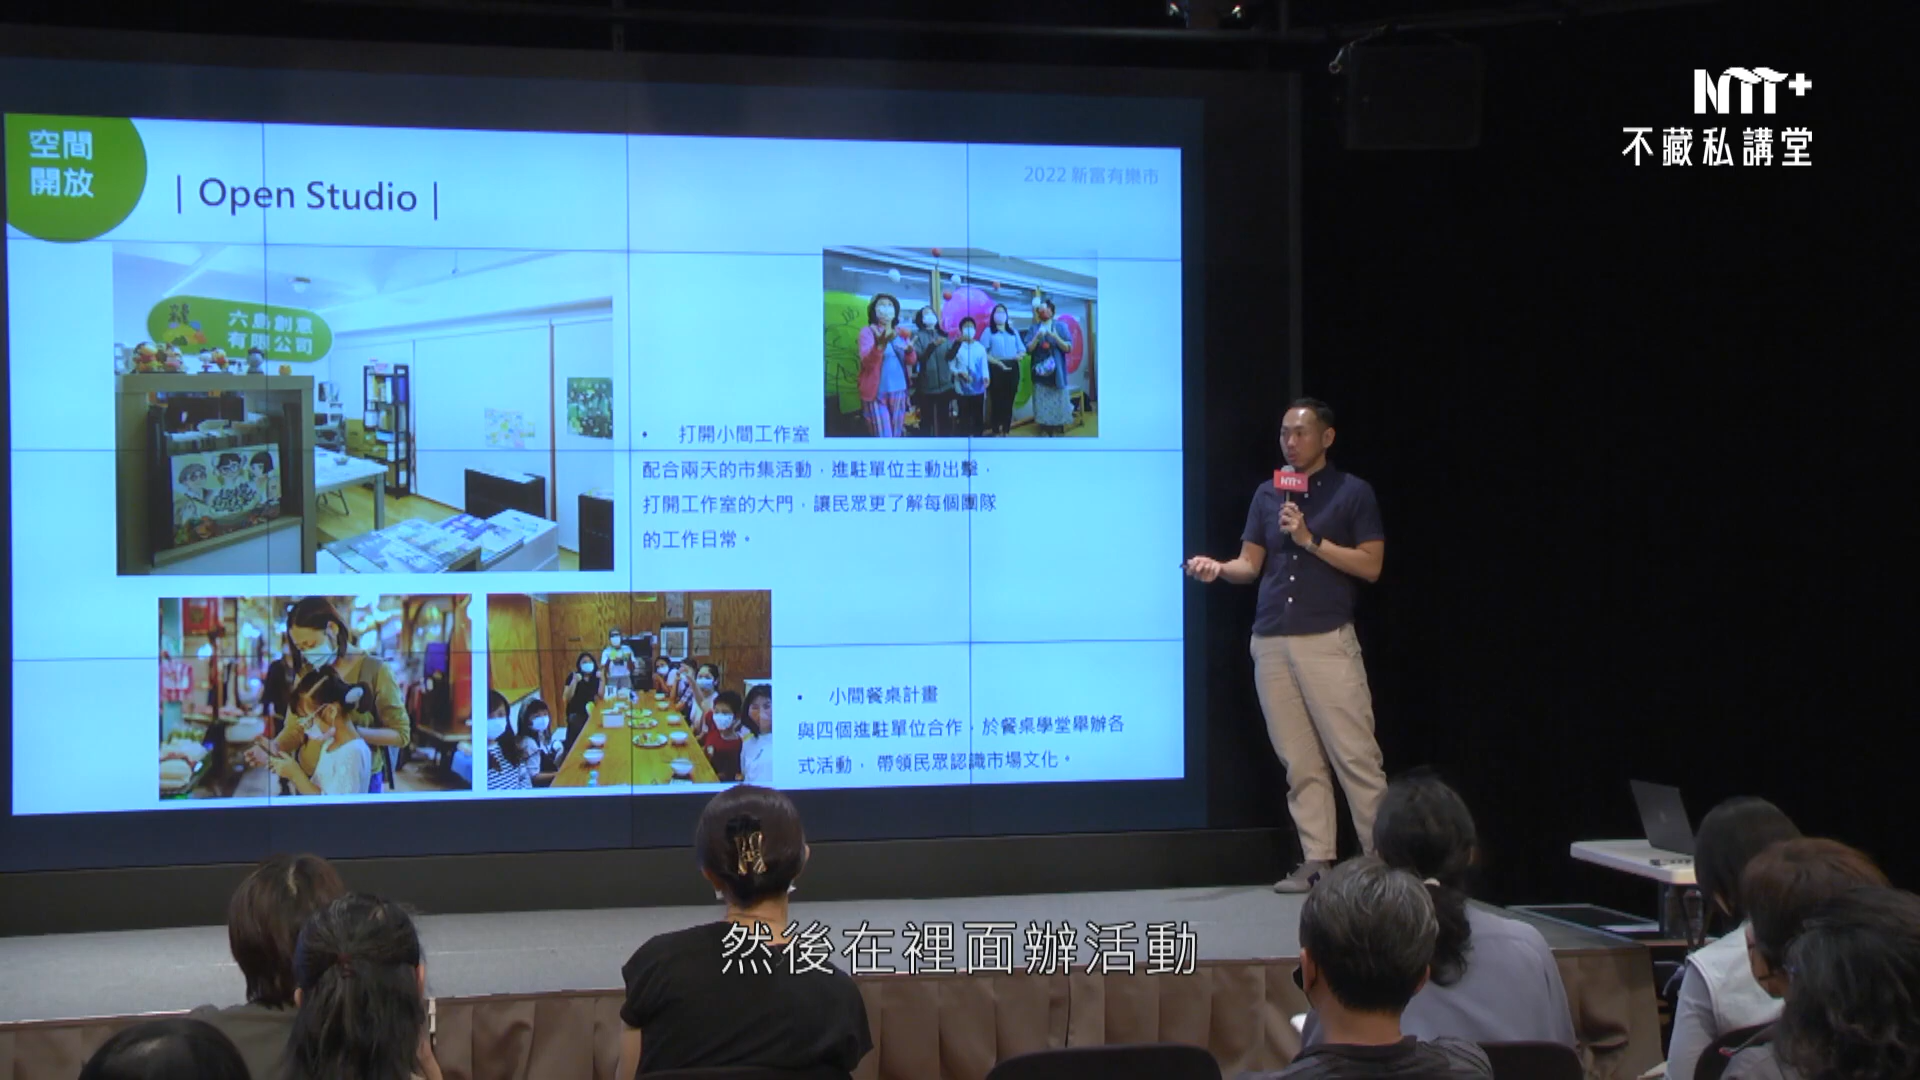 NTT+
不藏私講堂
空間
開放
| Open Studio |
2022 新富有樂市
六島創意
有限公司
• 打開小間工作室
配合兩天的市集活動，進駐單位主動出擊，
打開工作室的大門，讓民眾更了解每個團隊
的工作日常。
• 小間餐桌計畫
與四個進駐單位合作，於餐桌學堂舉辦各
式活動，帶領民眾認識市場文化。
NTT+
然後在裡面辦活動